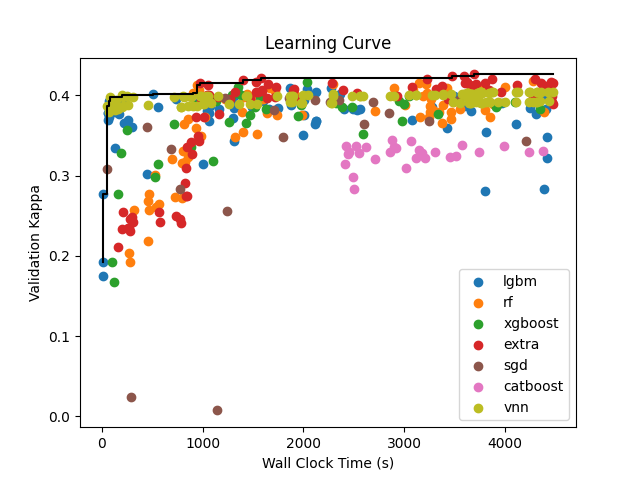 Learning Curve
Validation Kappa
0.4
0.3
0.2
0.1
0.0
lgbm
rf
xgboost
extra
sgd
catboost
vnn
0
1000
2000
3000
4000
Wall Clock Time (s)